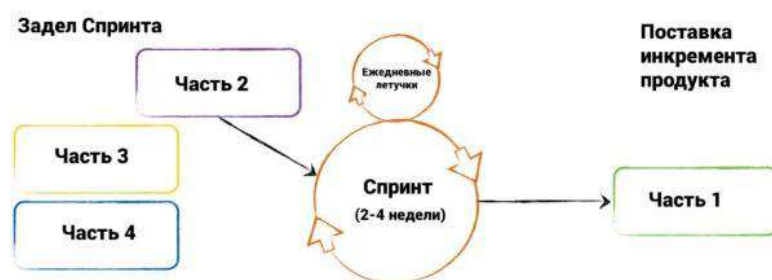 Задел Спринта
Часть 2
Часть 3
Часть 4
Ежедневные
летучки
Спринт
(2-4 недели)
Поставка
инкремента
продукта
Часть 1